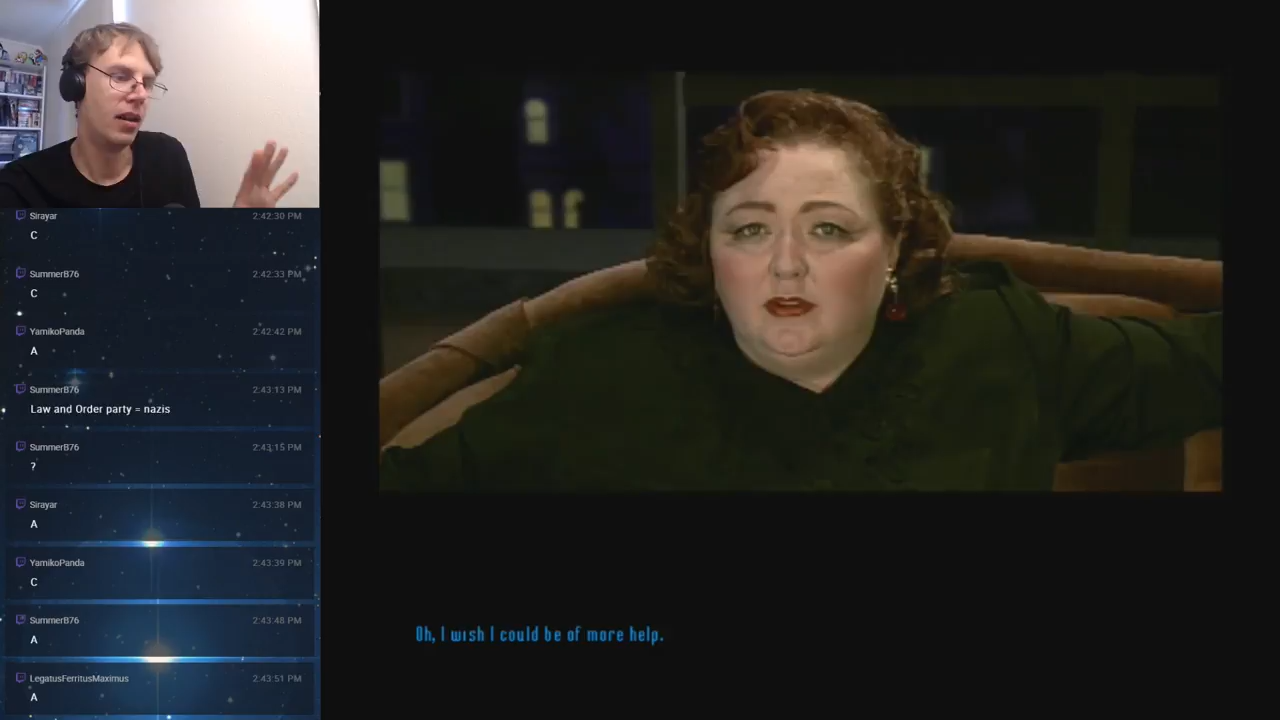 Sirayar 2:42:30 PM
C
SummerB76 2:42:33 PM
C
YamikoPanda 2:42:42 PM
A
SummerB76 2:43:13 PM
Law and Order party = nazis
SummerB76 2:43:15 PM
?
Sirayar 2:43:38 PM
A
YamikoPanda 2:43:39 PM
C
SummerB76 2:43:48 PM
A
LegatusFerritusMaximus 2:43:51 PM
A
Oh, I wish I could be of more help.